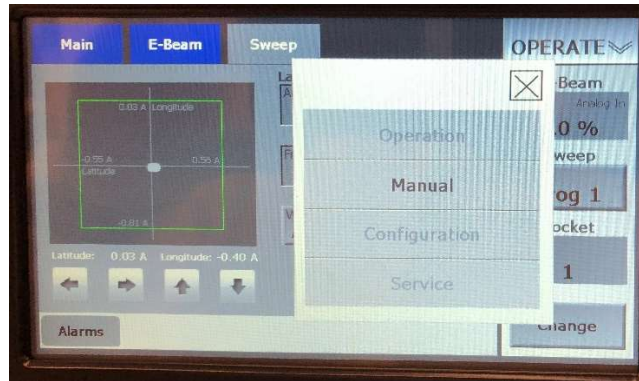 Main
E-Beam
Sweep
OPERATE
0.03 A Longitude
-0.55 A
0.56 A
Latitude
-0.81 A
Latitude: 0.03 A Longitude: -0.40 A
Alarms
Operation
Manual
Configuration
Service
-Beam
Analog In
.0 %
weep
og 1
ocket
1
Change